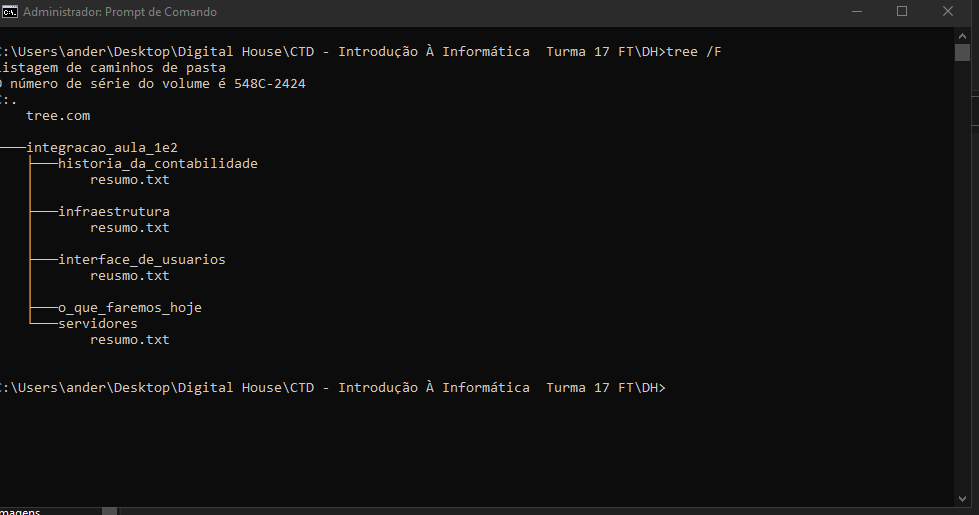 Administrador: Prompt de Comando
C:\Users\ander\Desktop\Digital House\CTD - Introdução À Informática  Turma 17 FT\DH>tree /F
Listagem de caminhos de pasta
O número de série do volume é 548C-2424
C:.
tree.com
integracao_aula_1e2
historia_da_contabilidade
resumo.txt
infraestrutura
resumo.txt
interface_de_usuarios
reusmo.txt
o_que_faremos_hoje
servidores
resumo.txt
C:\Users\ander\Desktop\Digital House\CTD - Introdução À Informática  Turma 17 FT\DH>